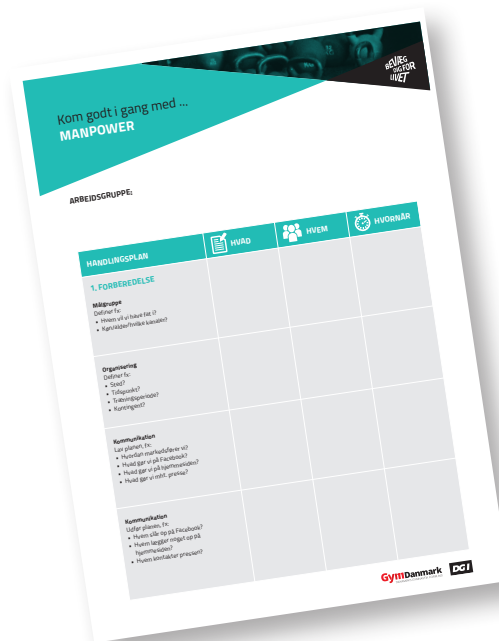 BEVÆG
DIG FOR
LIVET
Kom godt i gang med ...
MANPOWER
ARBEJDSGRUPPE:
HANDLINGSPLAN
HVAD
HVEM
HVORNÅR
1. FORBEREDELSE
Målgruppe
Definer fx:
• Hvem vil vi have fat i?
• Køn/alder/hvilke kanaler?
Organisering
Definer fx:
• Sted?
• Tidspunkt?
• Træningsperiode?
• Kontingent?
Kommunikation
Lav planen, fx:
• Hvordan markedsfører vi?
• Hvad gør vi på Facebook?
• Hvad gør vi på hjemmesiden?
• Hvad gør vi mht. presse?
Kommunikation
Udfør planen, fx:
• Hvem slår op på Facebook?
• Hvem lægger noget op på
hjemmesiden?
• Hvem kontakter pressen?
GymDanmark
DGI